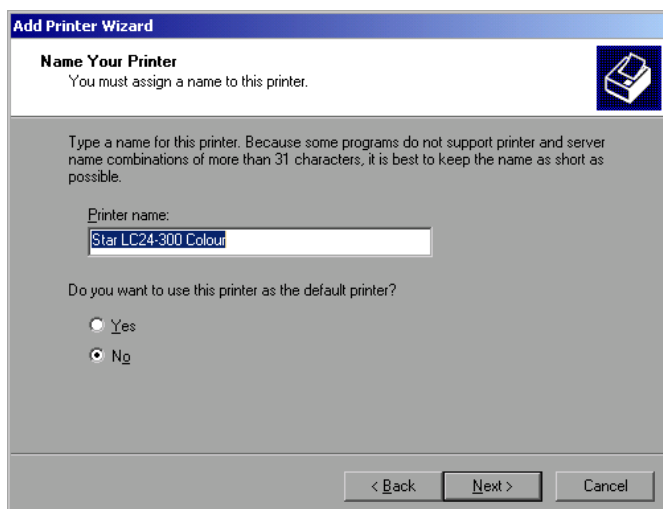 Add Printer Wizard
Name Your Printer
You must assign a name to this printer.
Type a name for this printer. Because some programs do not support printer and server
name combinations of more than 31 characters, it is best to keep the name as short as
possible.
Printer name:
Star LC24-300 Colour
Do you want to use this printer as the default printer?
Yes
No
< Back Next > Cancel